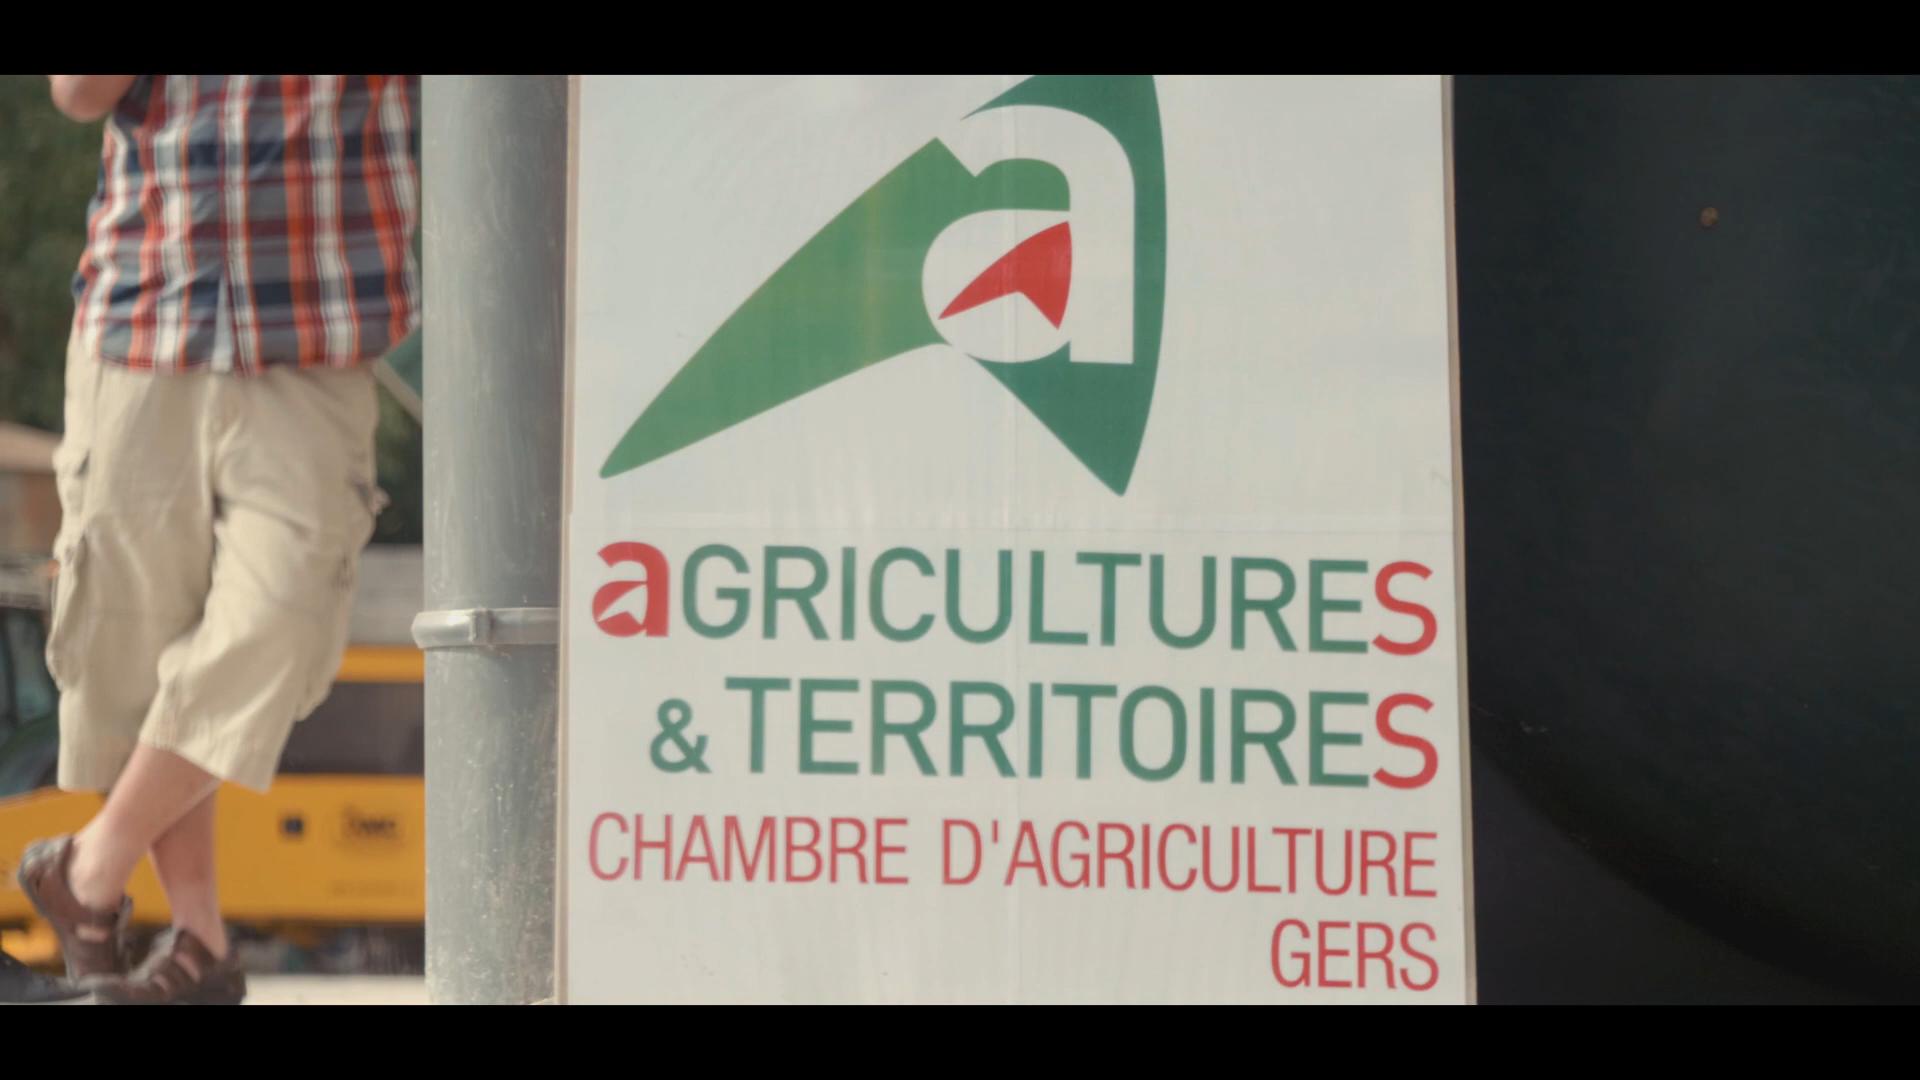 a
aGRICULTURES
& TERRITOIRES
CHAMBRE D'AGRICULTURE
GERS